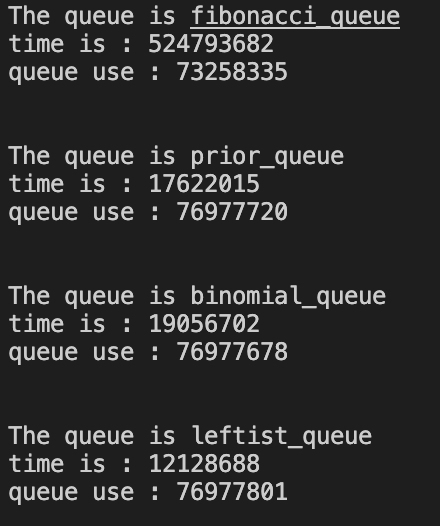 The queue is fibonacci_queue
time is : 524793682
queue use : 73258335
The queue is prior_queue
time is : 17622015
queue use : 76977720
The queue is binomial_queue
time is : 19056702
queue use : 76977678
The queue is leftist_queue
time is : 12128688
queue use : 76977801